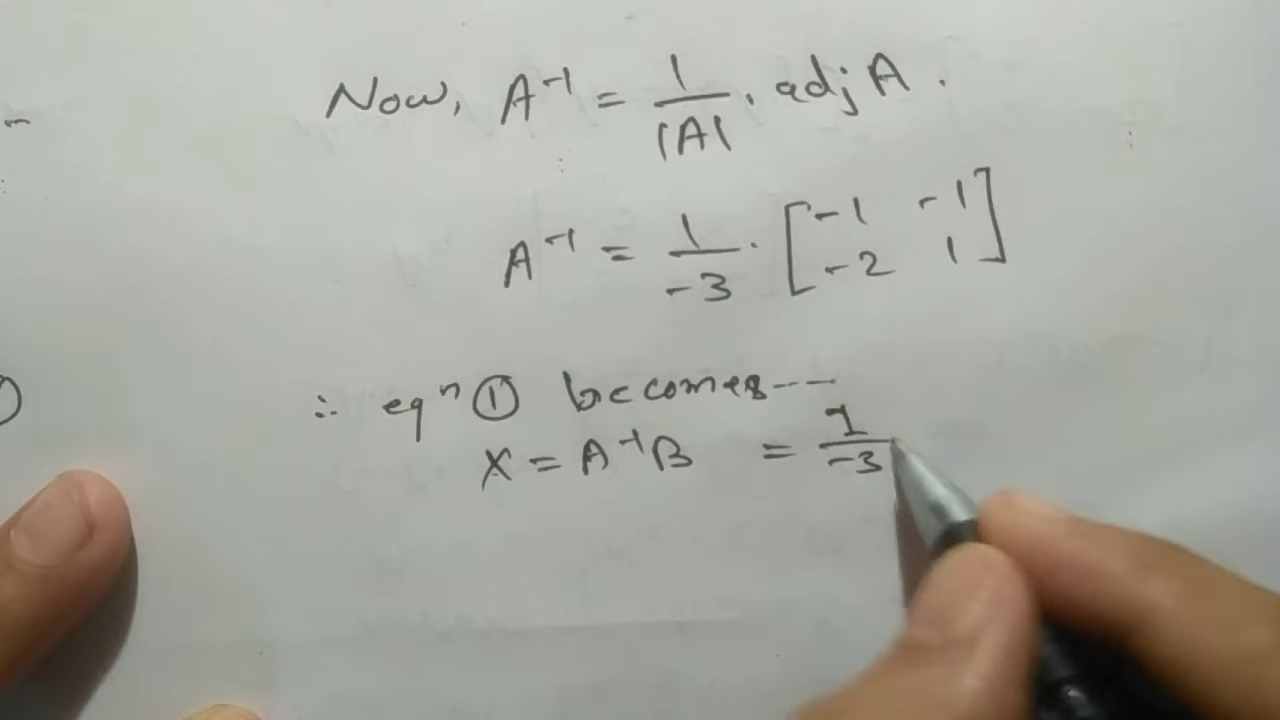 Now, A⁻¹ = 1/|A| . adj A .
A⁻¹ = 1/-3 . [-1 -1
-2 1]
∴ eqⁿ ① becomes---
X = A⁻¹B = 1/-3